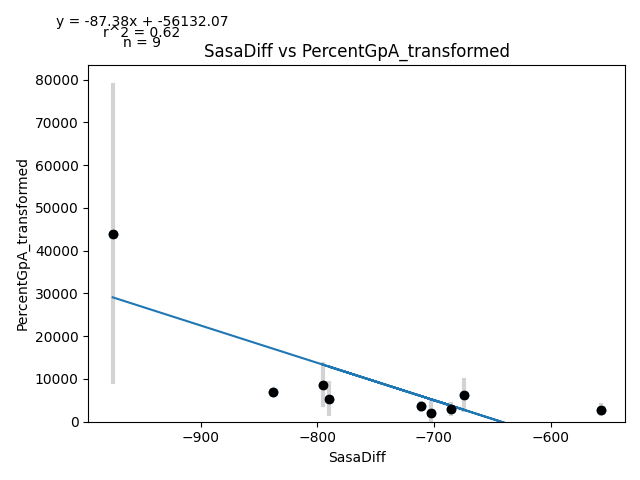 y = -87.38x + -56132.07
r^2 = 0.62
n = 9
SasaDiff vs PercentGpA_transformed
80000
70000
60000
50000
40000
30000
20000
10000
0
PercentGpA_transformed
−900
−800
−700
−600
SasaDiff